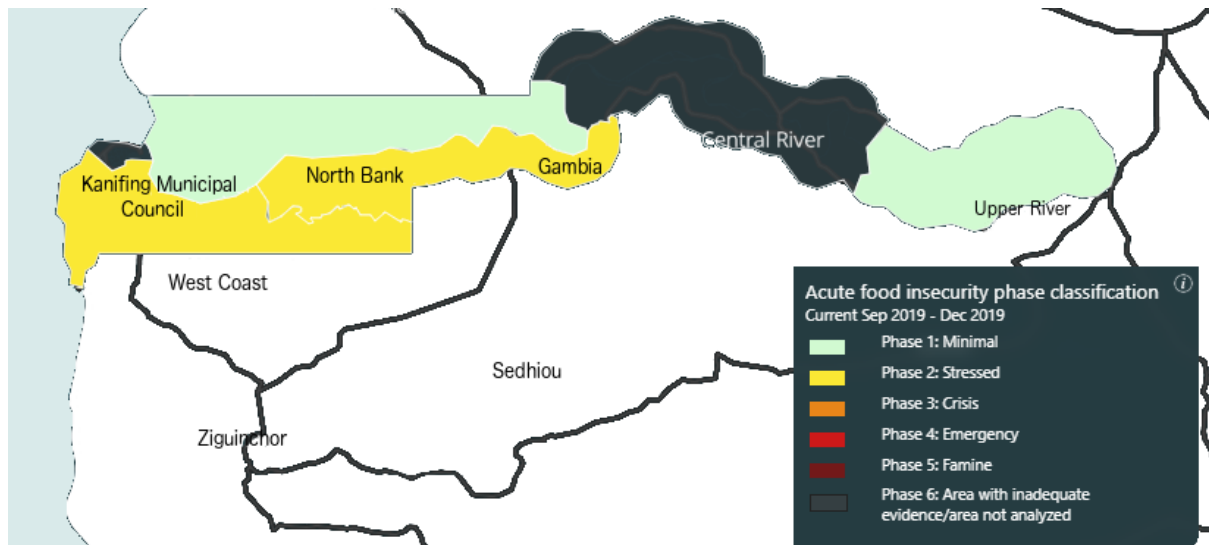 Central River
Gambia
North Bank
Kanifing Municipal
Council
Upper River
West Coast
Sedhiou
Ziguinchor
Acute food insecurity phase classification
i
Current Sep 2019 - Dec 2019
Phase 1: Minimal
Phase 2: Stressed
Phase 3: Crisis
Phase 4: Emergency
Phase 5: Famine
Phase 6: Area with inadequate
evidence/area not analyzed